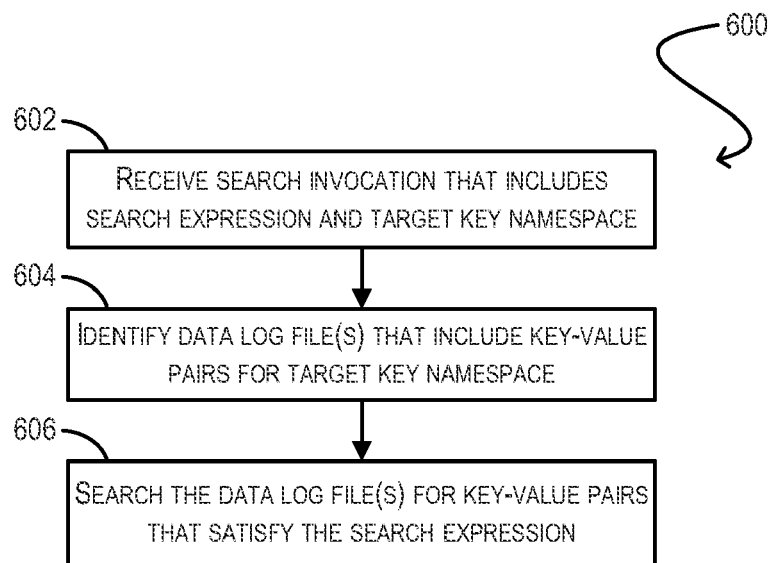 600
602
RECEIVE SEARCH INVOCATION THAT INCLUDES
SEARCH EXPRESSION AND TARGET KEY NAMESPACE
604
IDENTIFY DATA LOG FILE(S) THAT INCLUDE KEY-VALUE
PAIRS FOR TARGET KEY NAMESPACE
606
SEARCH THE DATA LOG FILE(S) FOR KEY-VALUE PAIRS
THAT SATISFY THE SEARCH EXPRESSION